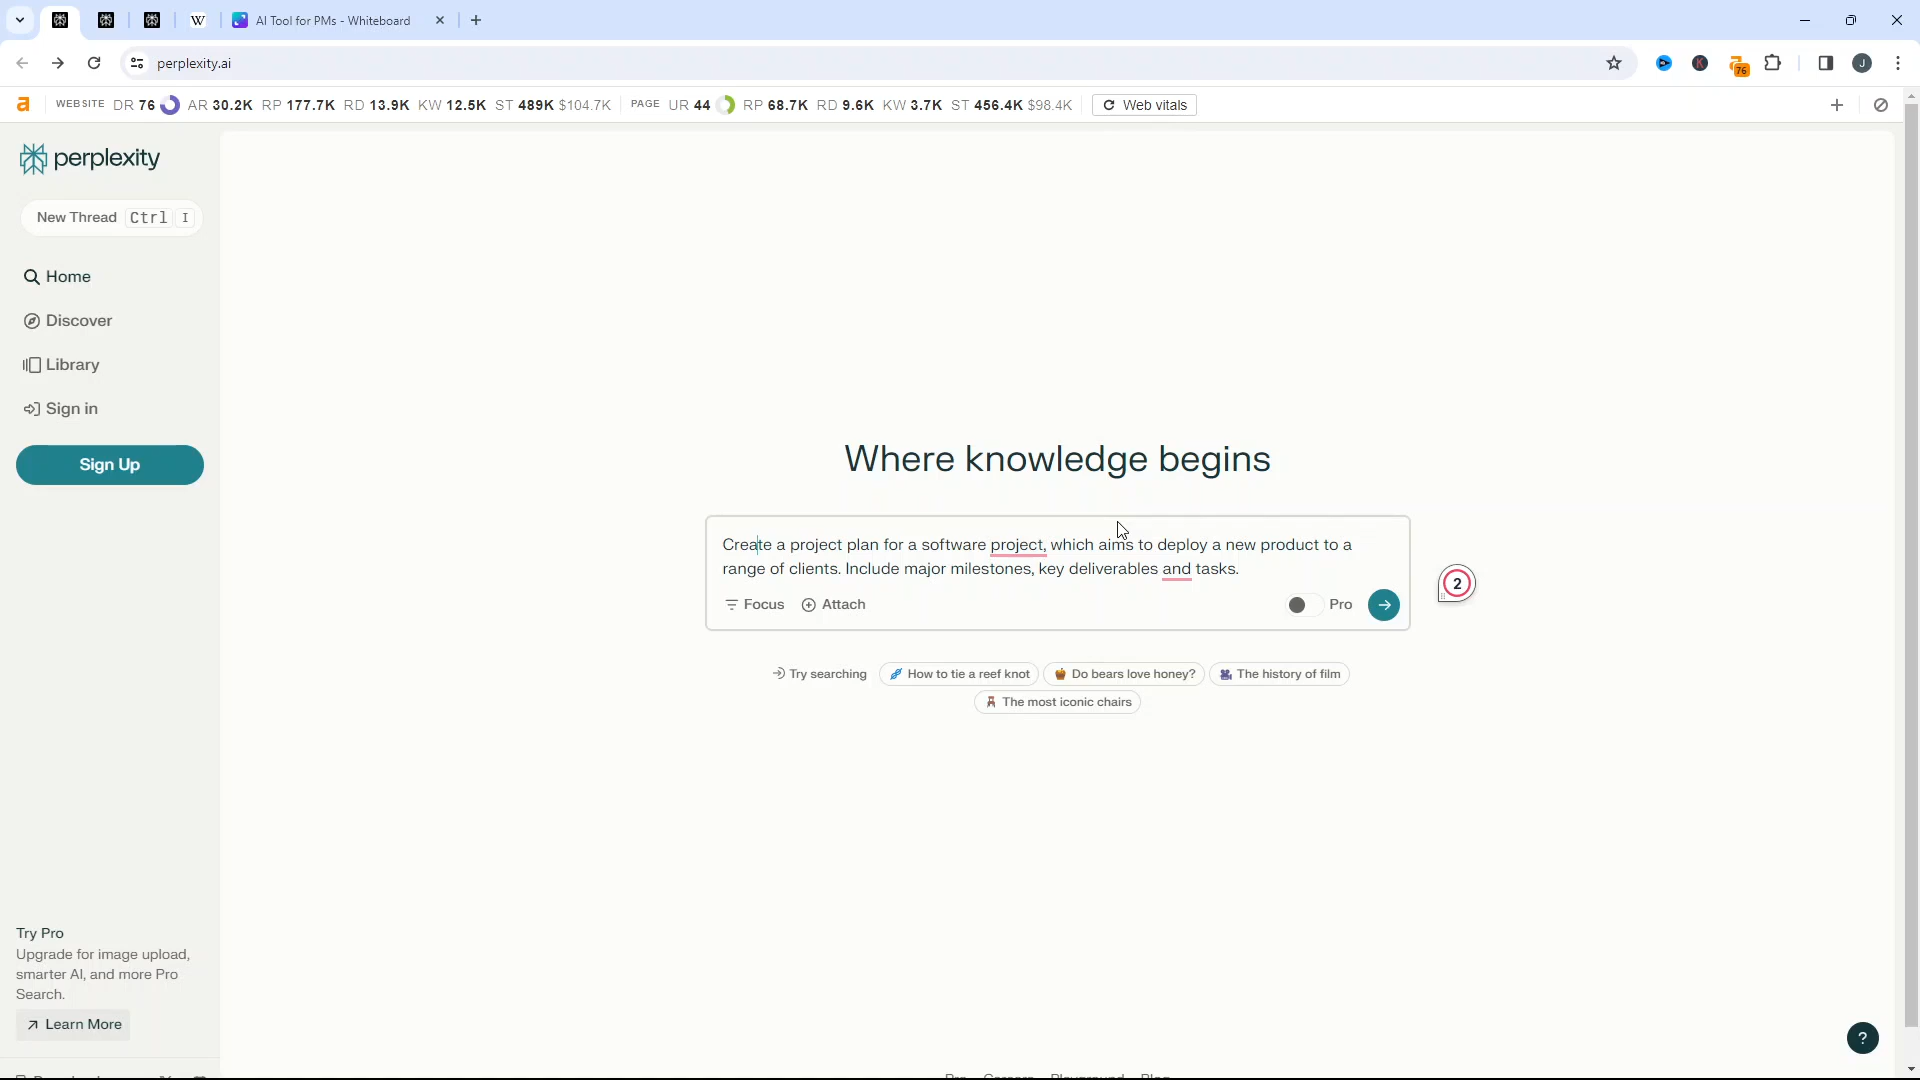 AI Tool for PMs - Whiteboard
perplexity.ai
76
J
a WEBSITE DR 76 AR 30.2K RP 177.7K RD 13.9K KW 12.5K ST 489K $104.7K PAGE UR 44 RP 68.7K RD 9.6K KW 3.7K ST 456.4K $98.4K Web vitals
perplexity
New Thread Ctrl I
Home
Discover
Library
Sign in
Sign Up
Where knowledge begins
Create a project plan for a software project, which aims to deploy a new product to a
range of clients. Include major milestones, key deliverables and tasks.
2
Focus Attach Pro
Try searching How to tie a reef knot Do bears love honey? The history of film
The most iconic chairs
Try Pro
Upgrade for image upload,
smarter AI, and more Pro
Search.
Learn More
?
Pro Careers Playground Blog